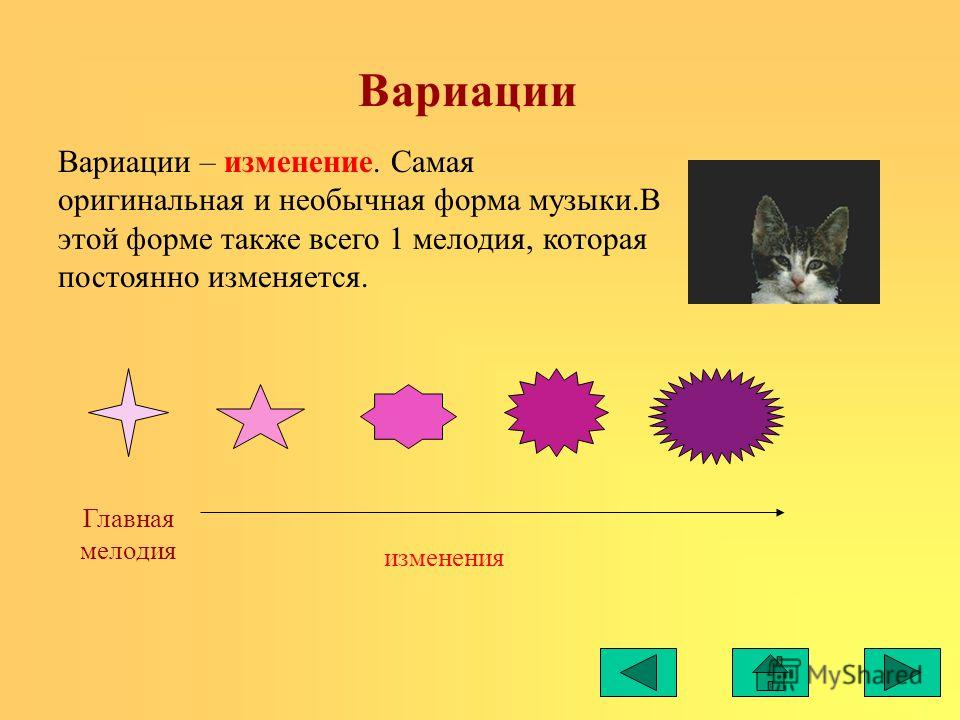 Вариации
Вариации – изменение. Самая
оригинальная и необычная форма музыки.В
этой форме также всего 1 мелодия, которая
постоянно изменяется.
Главная
мелодия
изменения
MyShared